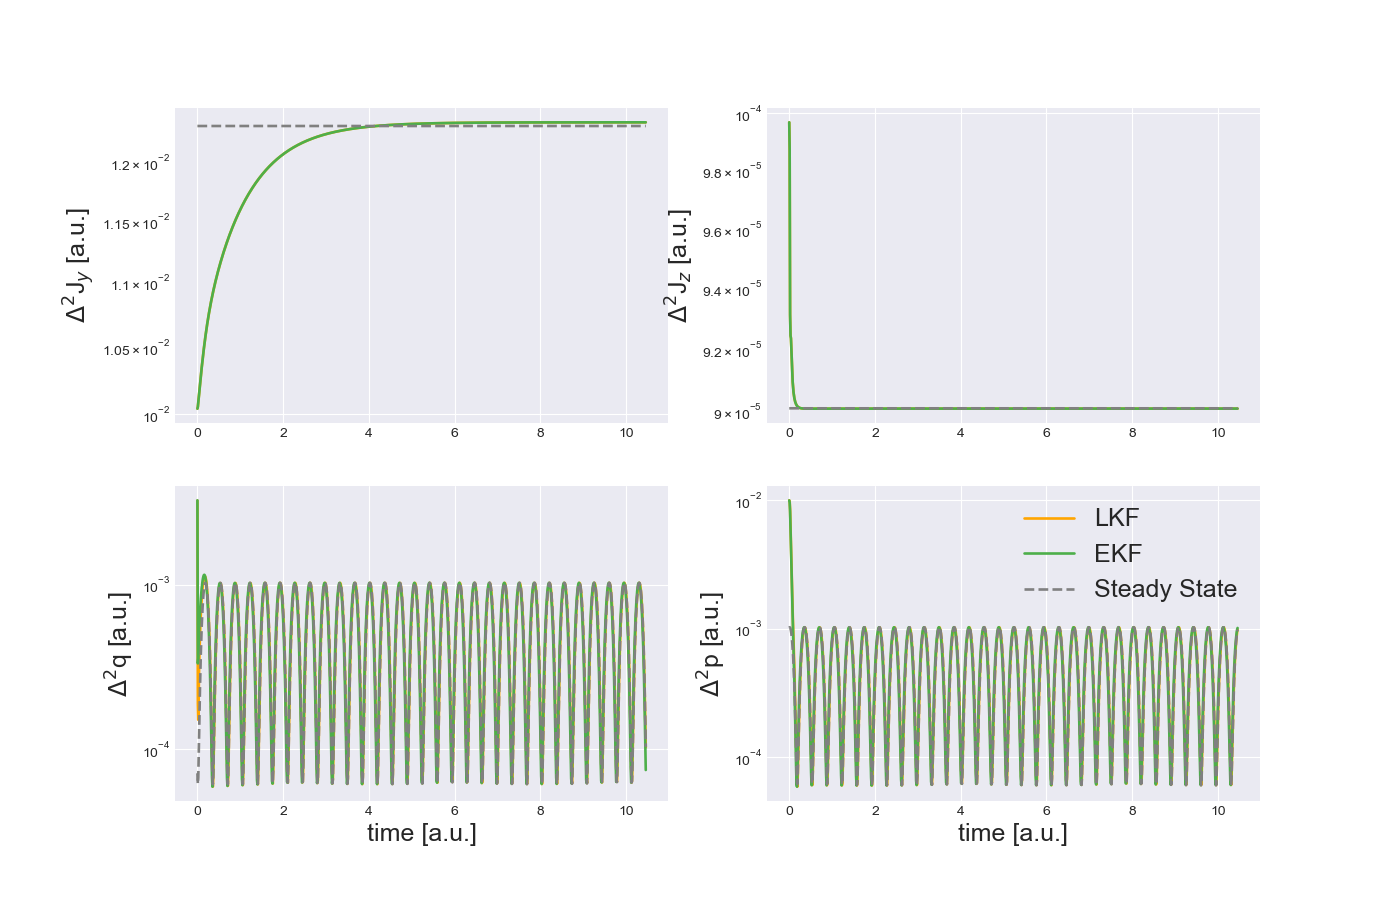 Δ²J_y [a.u.]
1.2 × 10⁻²
1.15 × 10⁻²
1.1 × 10⁻²
1.05 × 10⁻²
10⁻²
0 2 4 6 8 10
Δ²J_z [a.u.]
10⁻⁴
9.8 × 10⁻⁵
9.6 × 10⁻⁵
9.4 × 10⁻⁵
9.2 × 10⁻⁵
9 × 10⁻⁵
0 2 4 6 8 10
Δ²q [a.u.]
10⁻³
10⁻⁴
0 2 4 6 8 10
time [a.u.]
Δ²p [a.u.]
10⁻²
10⁻³
10⁻⁴
LKF
EKF
Steady State
0 2 4 6 8 10
time [a.u.]